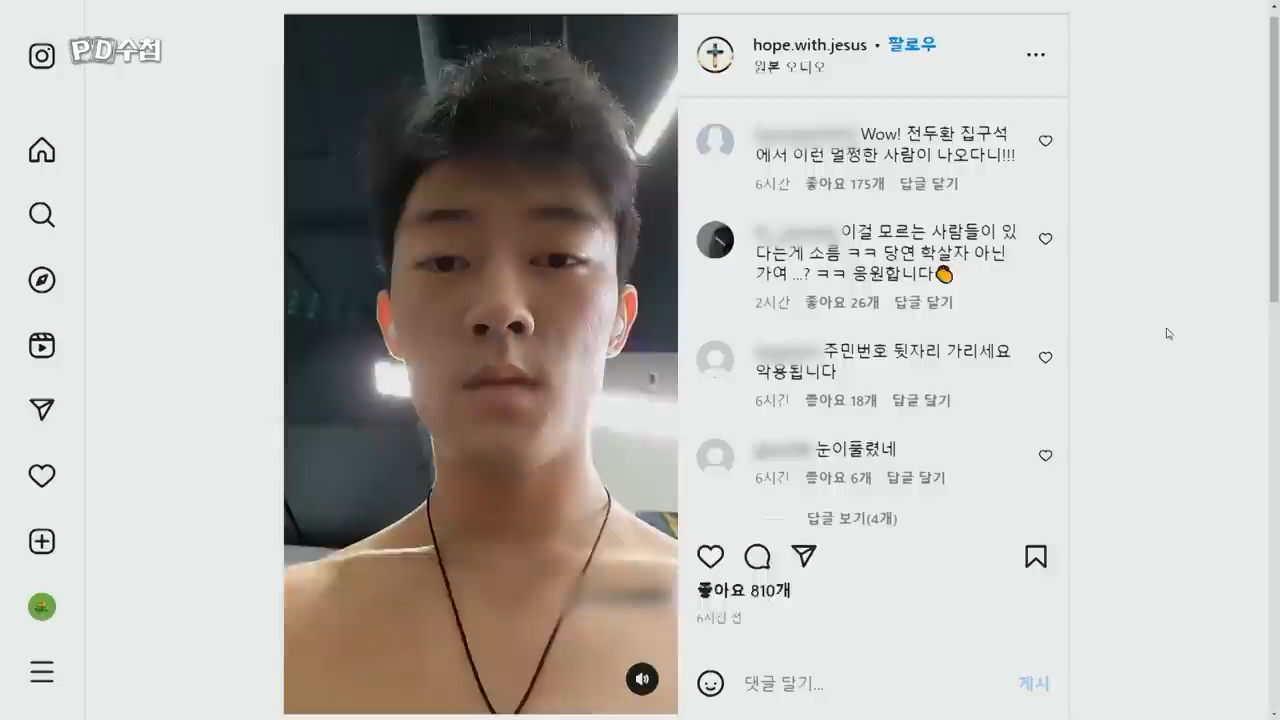 PD수첩
hope.with.jesus • 팔로우
원본 오디오
Wow! 전두환 집구석
에서 이런 멀쩡한 사람이 나오다니!!!
6시간 좋아요 175개 답글 달기
이걸 모르는 사람들이 있
다는게 소름 ㅋㅋ 당연 학살자 아닌
가여 ...? ㅋㅋ 응원합니다👏
2시간 좋아요 26개 답글 달기
주민번호 뒷자리 가리세요
악용됩니다
6시간 좋아요 18개 답글 달기
눈이풀렸네
6시간 좋아요 6개 답글 달기
답글 보기(4개)
좋아요 810개
6시간 전
댓글 달기...
게시